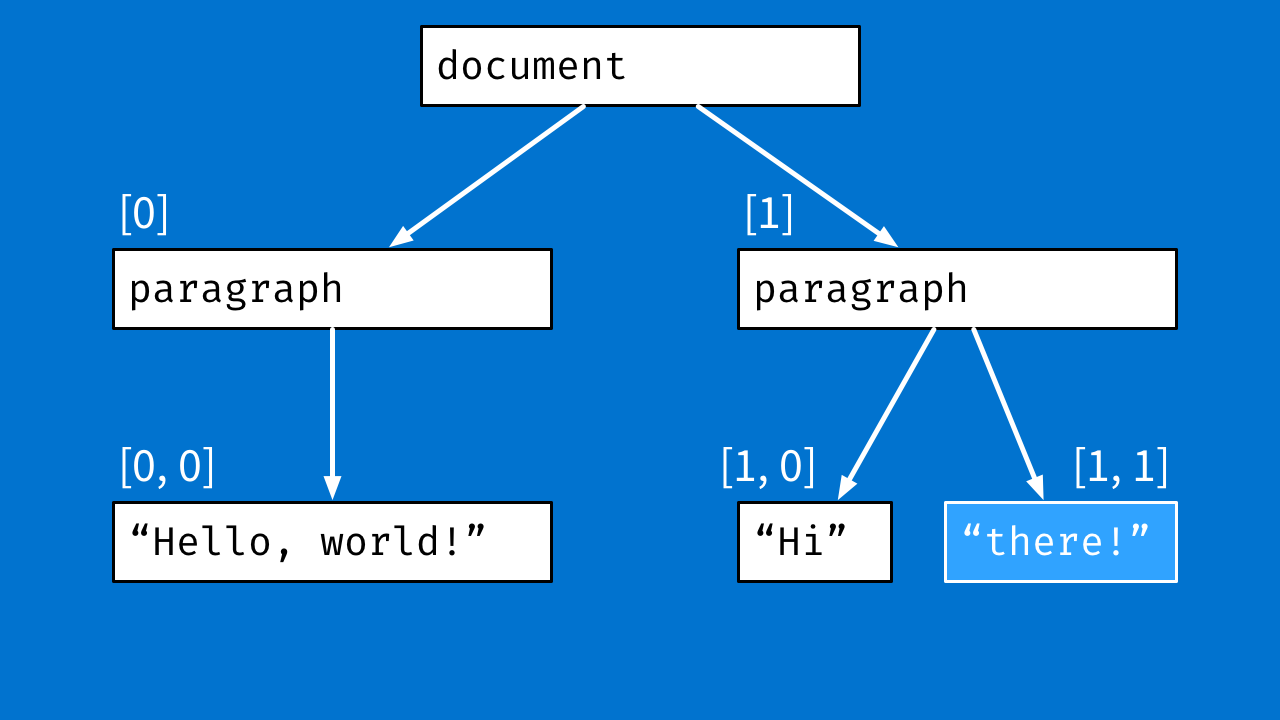 document
[0]
[1]
paragraph
paragraph
[0, 0]
[1, 0]
[1, 1]
“Hello, world!”
“Hi”
“there!”